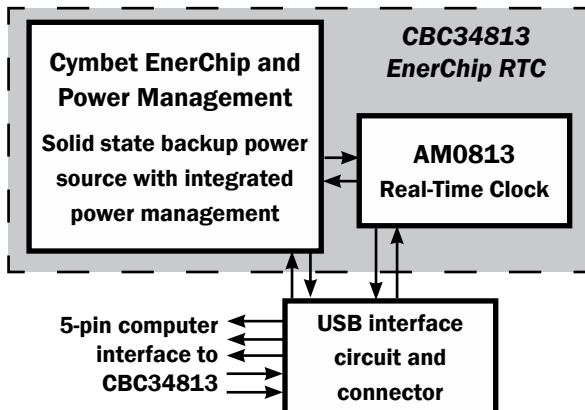 CBC34813
EnerChip RTC
Cymbet EnerChip and
Power Management
Solid state backup power
source with integrated
power management
AM0813
Real-Time Clock
5-pin computer
interface to
CBC34813
USB interface
circuit and
connector